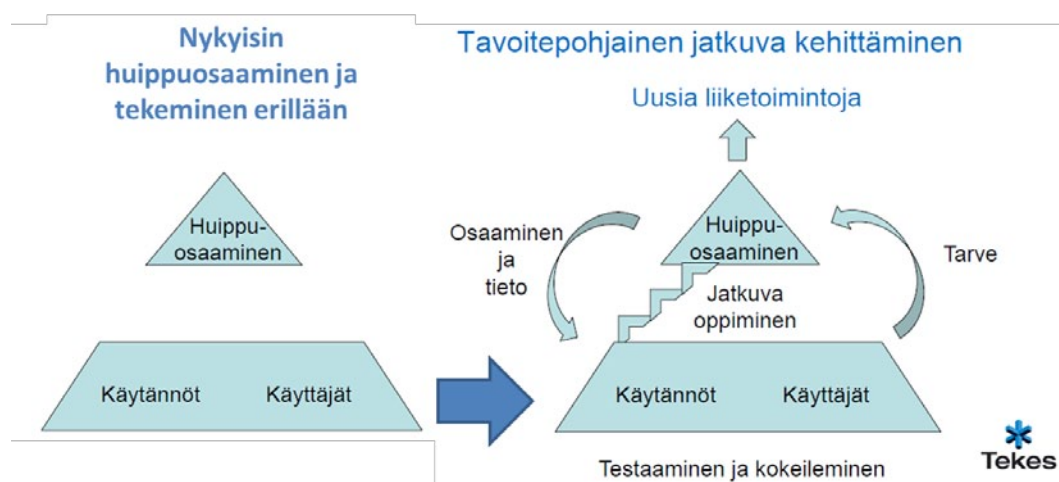 Nykyisin
huippuosaaminen ja
tekeminen erillään
Huippu-
osaaminen
Käytännöt
Käyttäjät
Tavoitepohjainen jatkuva kehittäminen
Uusia liiketoimintoja
Huippu-
osaaminen
Osaaminen
ja
tieto
Tarve
Jatkuva
oppiminen
Käytännöt
Käyttäjät
Testaaminen ja kokeileminen
Tekes